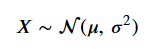 X ∼ 𝒩(μ, σ²)